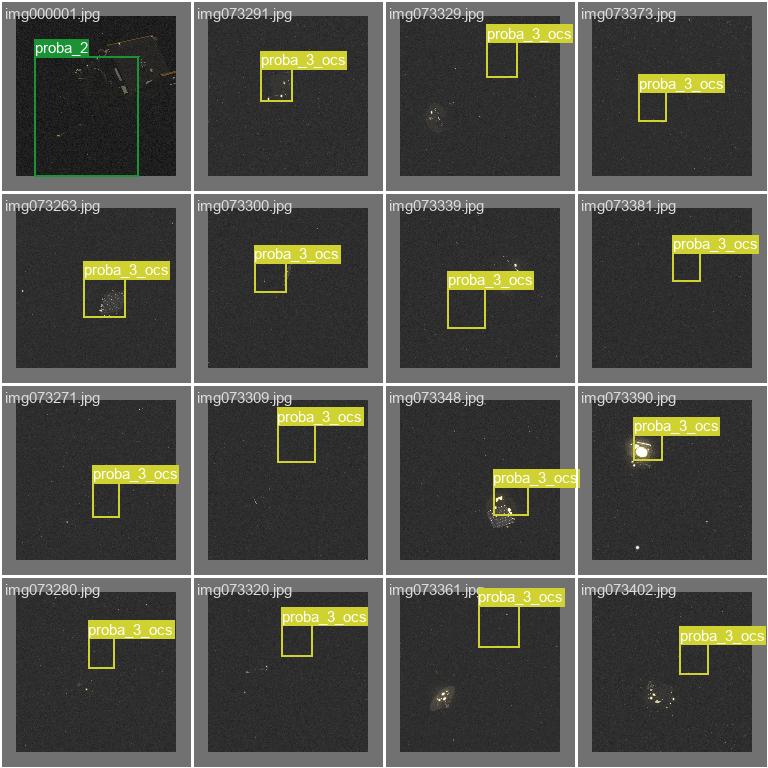 img000001.jpg
proba_2
img073291.jpg
proba_3_ocs
img073329.jpg
proba_3_ocs
img073373.jpg
proba_3_ocs
img073263.jpg
proba_3_ocs
img073300.jpg
proba_3_ocs
img073339.jpg
proba_3_ocs
img073381.jpg
proba_3_ocs
img073271.jpg
proba_3_ocs
img073309.jpg
proba_3_ocs
img073348.jpg
proba_3_ocs
img073390.jpg
proba_3_ocs
img073280.jpg
proba_3_ocs
img073320.jpg
proba_3_ocs
img073361.jpg
proba_3_ocs
img073402.jpg
proba_3_ocs